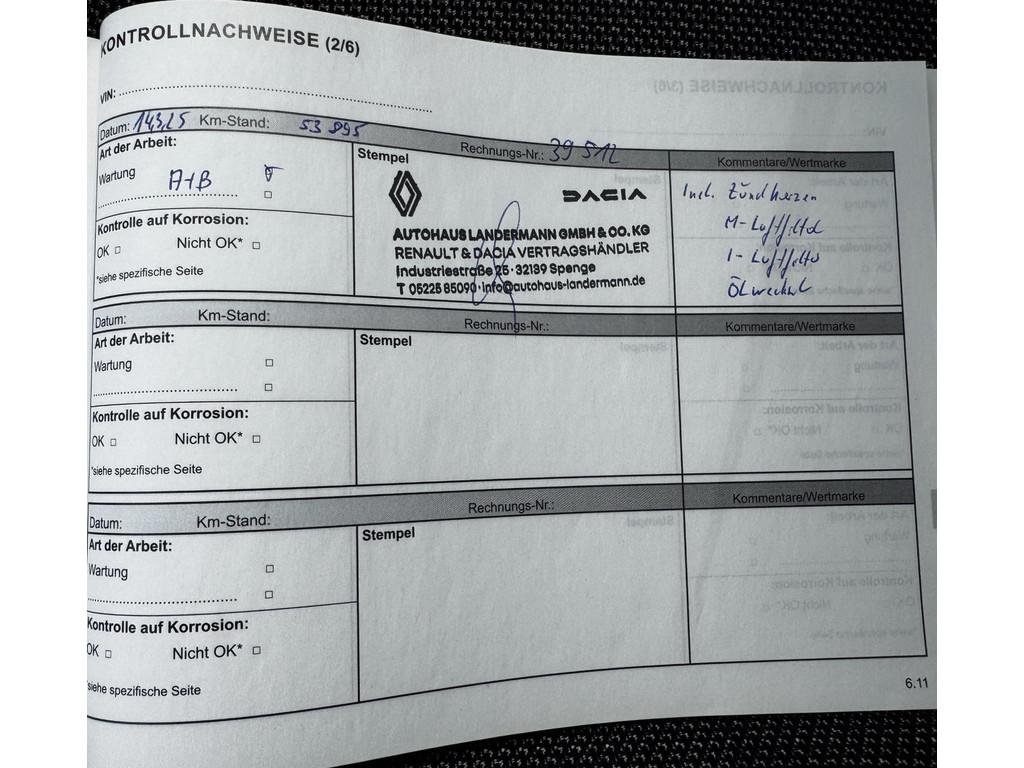 KONTROLLNACHWEISE (2/6)
VIN:
Datum: 14.3.25 Km-Stand: 53 895 Rechnungs-Nr.: 39 512 Kommentare/Wertmarke
Art der Arbeit:
Wartung A+B
Kontrolle auf Korrosion:
OK Nicht OK*
*siehe spezifische Seite
Stempel
DACIA
AUTOHAUS LANDERMANN GMBH & CO. KG
RENAULT & DACIA VERTRAGSHÄNDLER
Industriestraße 25 · 32139 Spenge
T 05225 85090 · info@autohaus-landermann.de
Incl. Zündkerzen
M-Luftfilter
I-Luftfilter
Ölwechsel
Datum: Km-Stand: Rechnungs-Nr.: Kommentare/Wertmarke
Art der Arbeit:
Wartung
Kontrolle auf Korrosion:
OK Nicht OK*
*siehe spezifische Seite
Stempel
Datum: Km-Stand: Rechnungs-Nr.: Kommentare/Wertmarke
Art der Arbeit:
Wartung
Kontrolle auf Korrosion:
OK Nicht OK*
*siehe spezifische Seite
Stempel
6.11